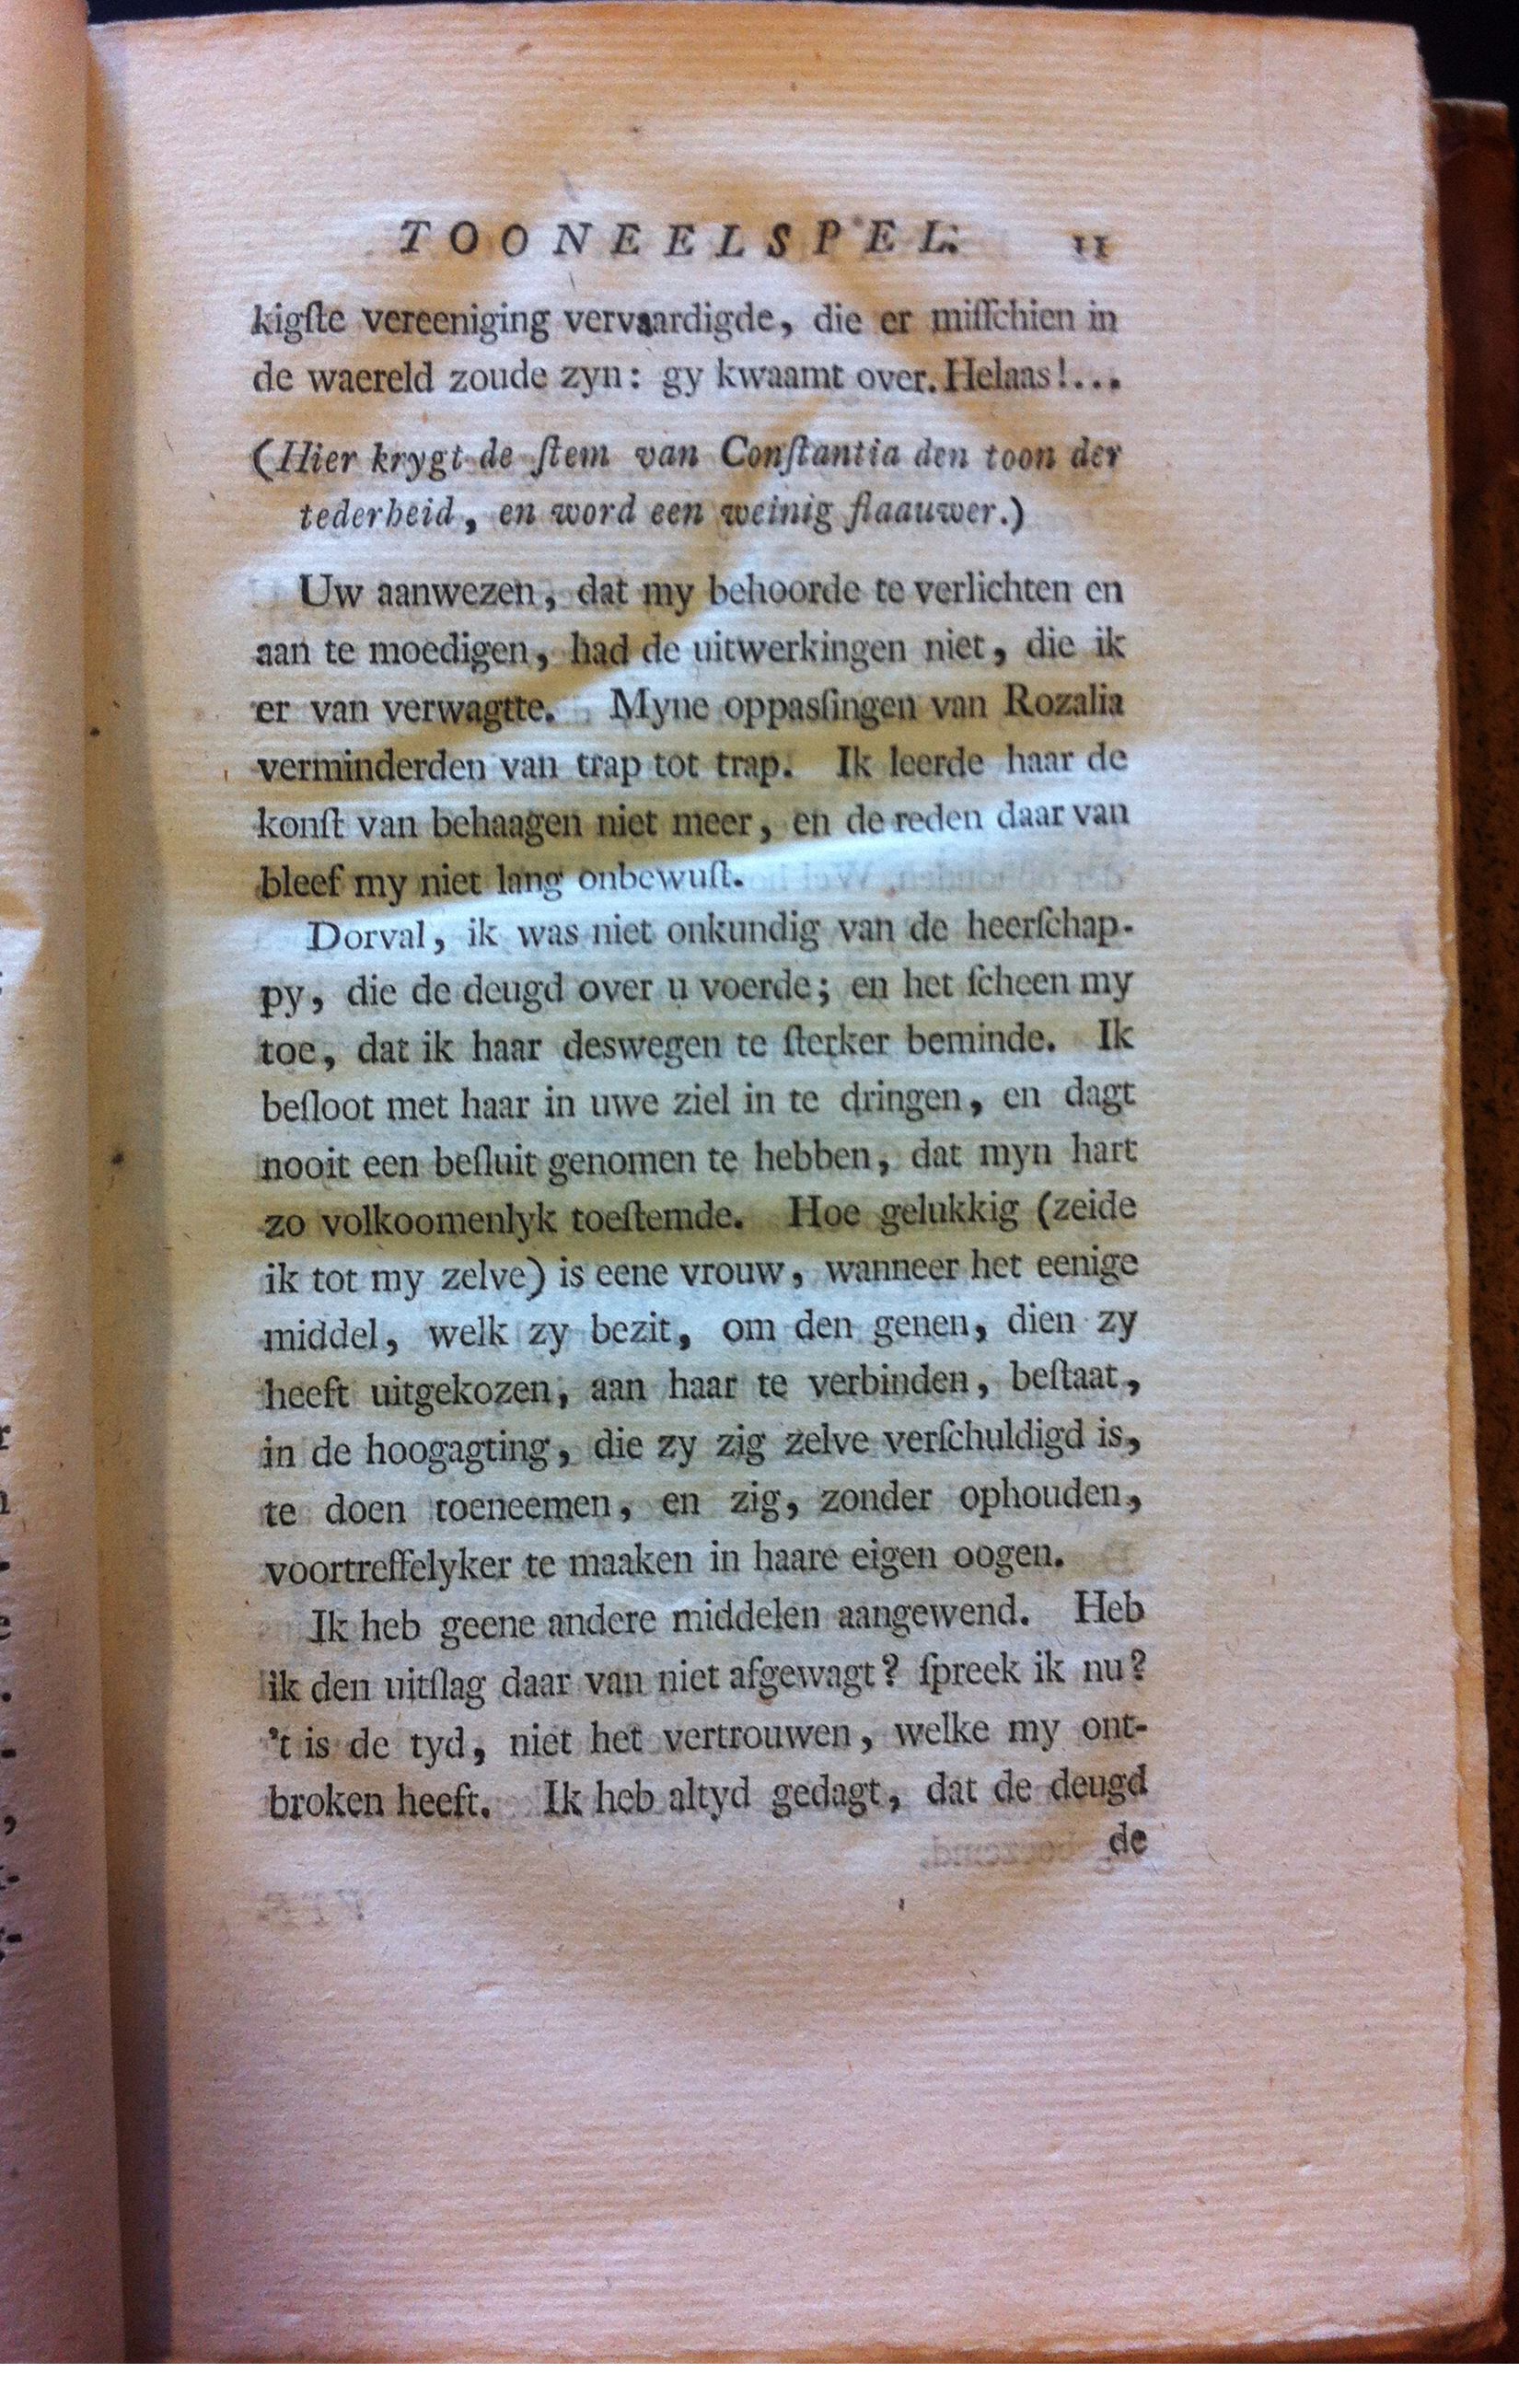 TOONEELSPEL. 11
kigſte vereeniging vervaardigde, die er miſſchien in
de waereld zoude zyn: gy kwaamt over. Helaas!...
(Hier krygt de ſtem van Conſtantia den toon der
tederheid, en word een weinig flaauwer.)
Uw aanwezen, dat my behoorde te verlichten en
aan te moedigen, had de uitwerkingen niet, die ik
er van verwagtte. Myne oppasſingen van Rozalia
verminderden van trap tot trap. Ik leerde haar de
konſt van behaagen niet meer, en de reden daar van
bleef my niet lang onbewuſt.
Dorval, ik was niet onkundig van de heerſchap-
py, die de deugd over u voerde; en het ſcheen my
toe, dat ik haar deswegen te ſterker beminde. Ik
beſloot met haar in uwe ziel in te dringen, en dagt
nooit een beſluit genomen te hebben, dat myn hart
zo volkoomenlyk toeſtemde. Hoe gelukkig (zeide
ik tot my zelve) is eene vrouw, wanneer het eenige
middel, welk zy bezit, om den genen, dien zy
heeft uitgekozen, aan haar te verbinden, beſtaat,
in de hoogagting, die zy zig zelve verſchuldigd is,
te doen toeneemen, en zig, zonder ophouden,
voortreffelyker te maaken in haare eigen oogen.
Ik heb geene andere middelen aangewend. Heb
ik den uitſlag daar van niet afgewagt? ſpreek ik nu?
't is de tyd, niet het vertrouwen, welke my ont-
broken heeft. Ik heb altyd gedagt, dat de deugd
de